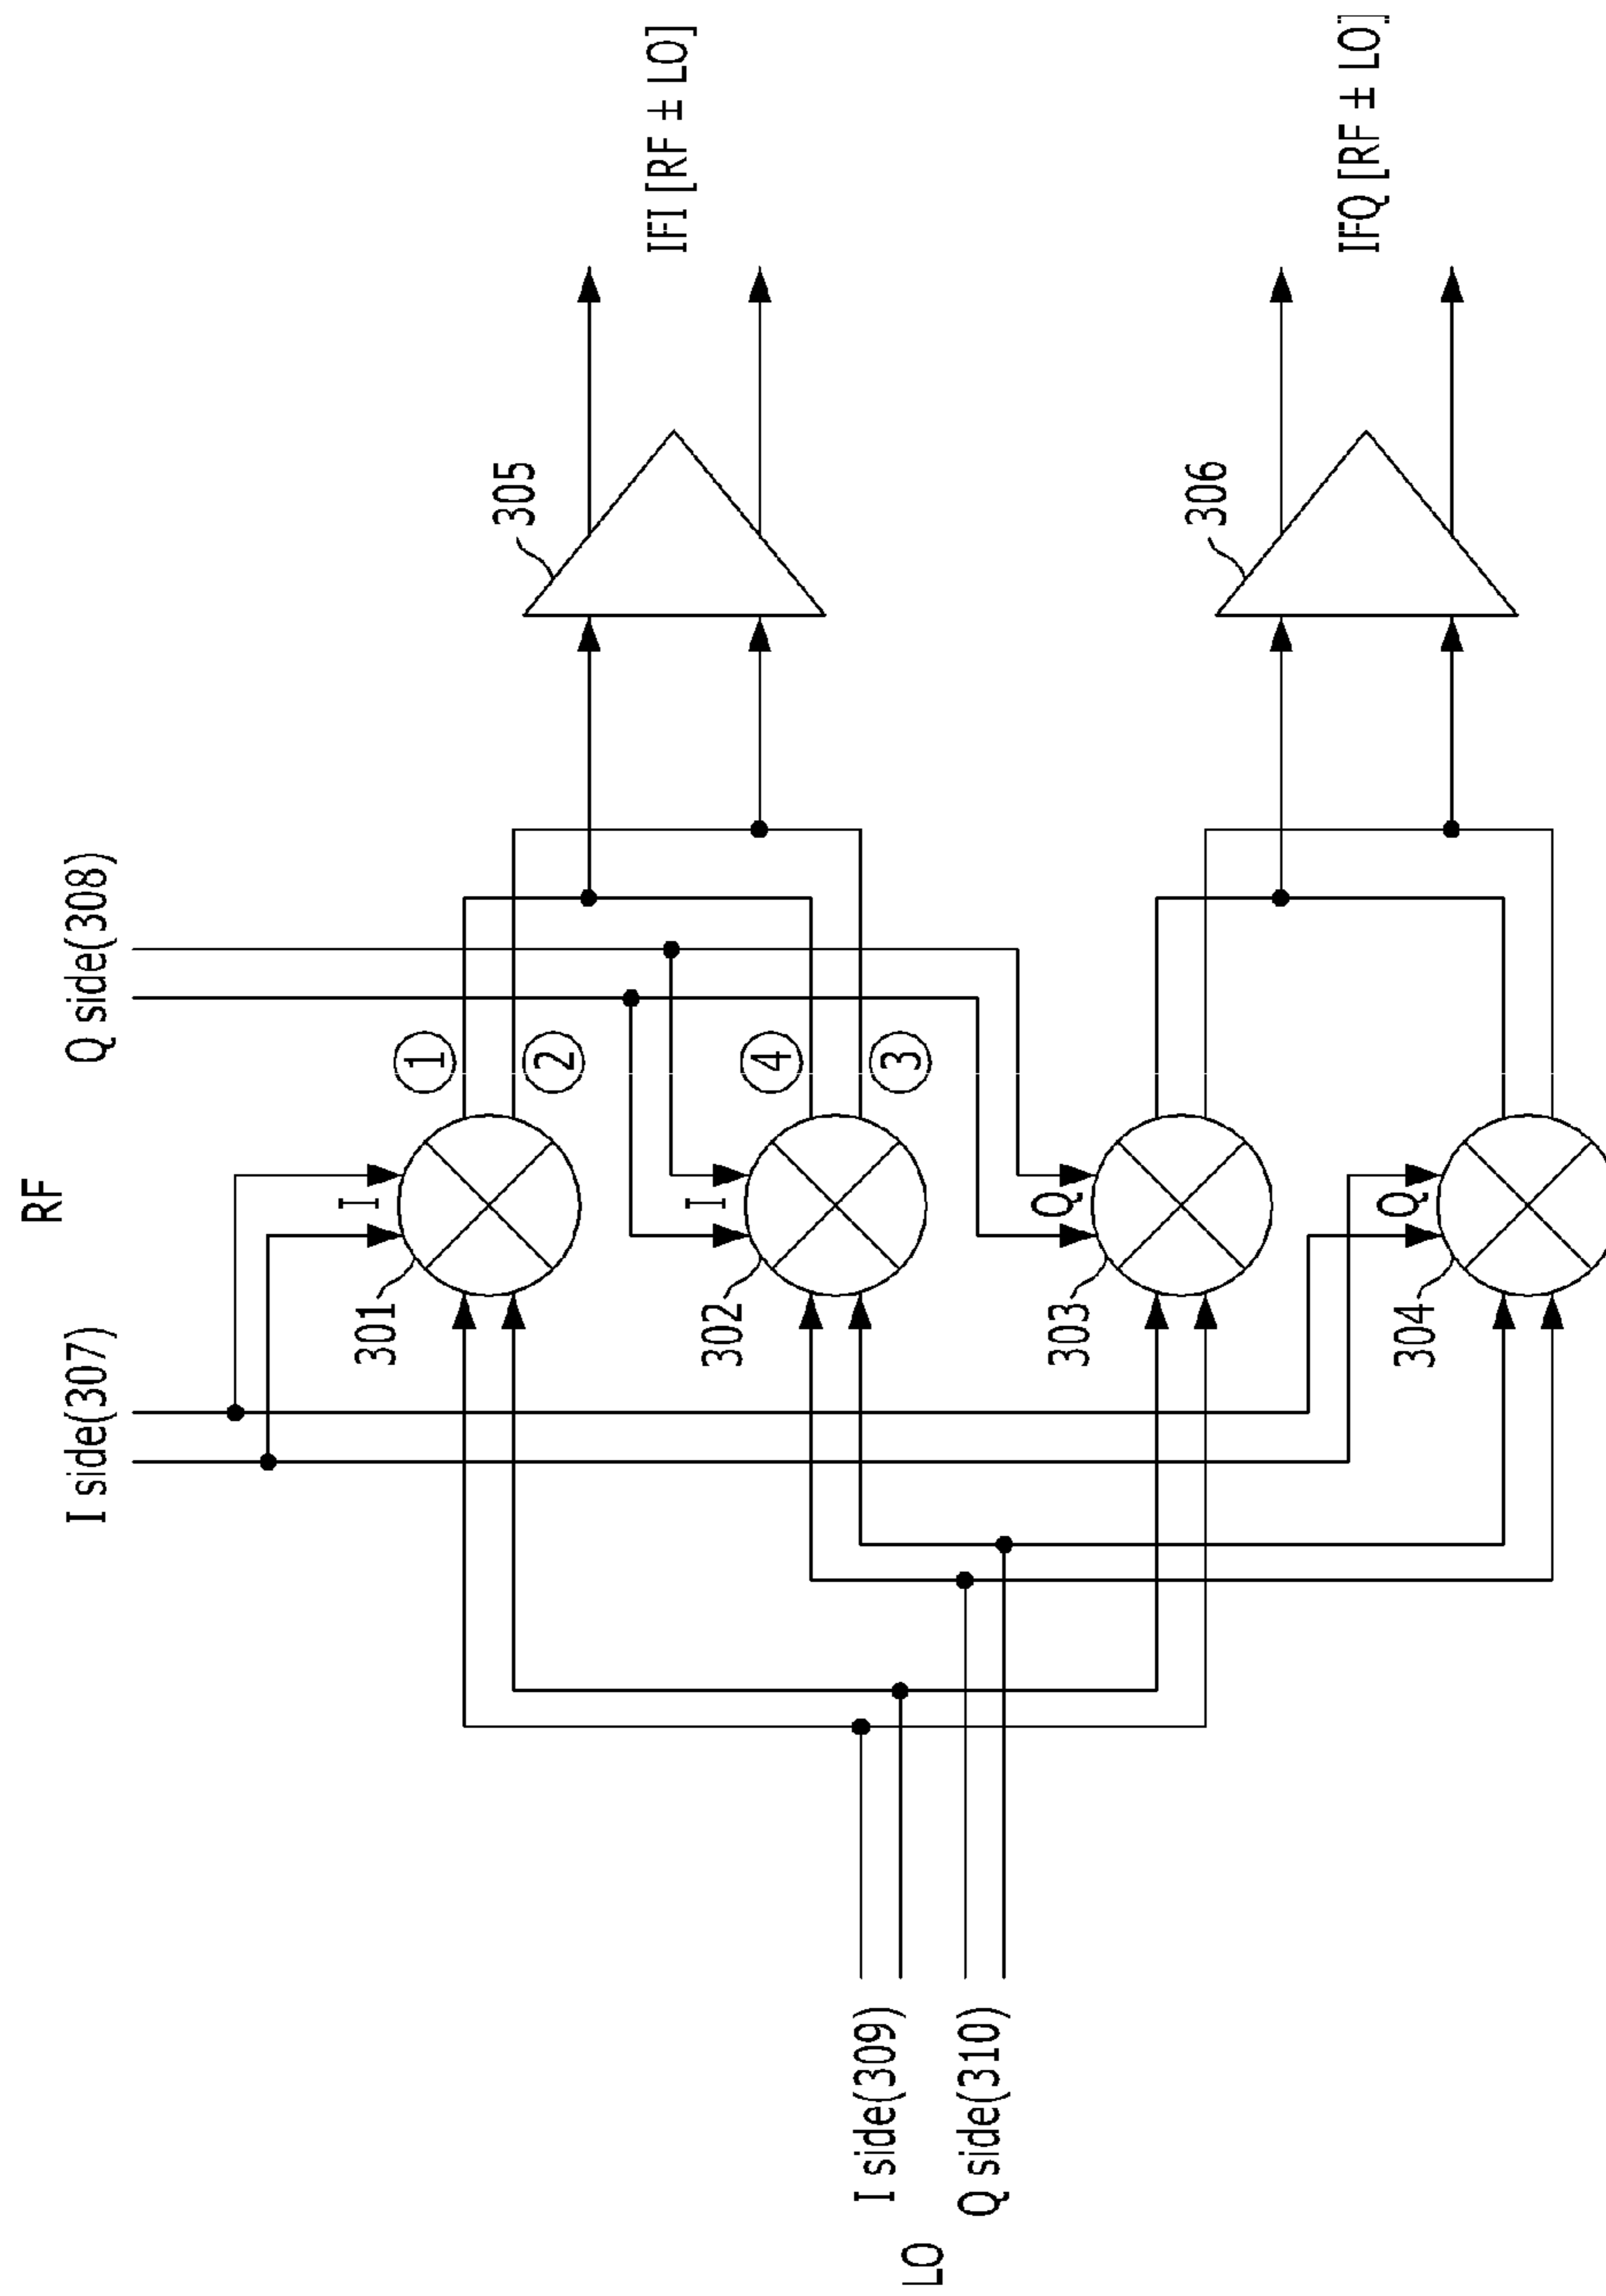 RF
I side(307)
Q side(308)
301
I
①
②
302
I
④
③
303
Q
304
Q
305
306
IFI [RF ± LO]
IFQ [RF ± LO]
LO
I side(309)
Q side(310)